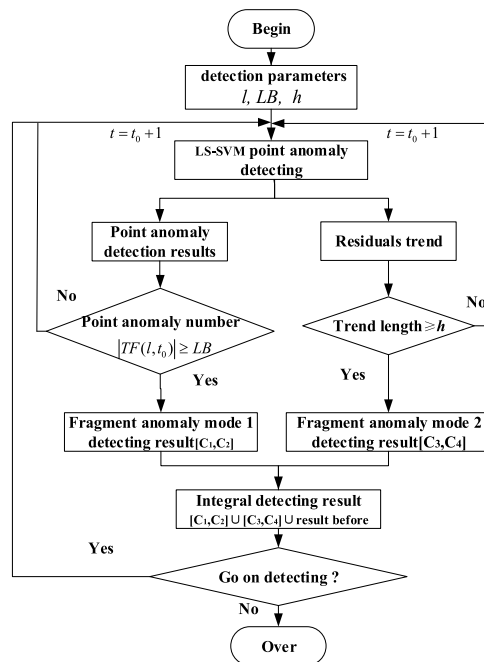 Begin
detection parameters
l, LB, h
t = t₀ + 1
t = t₀ + 1
LS-SVM point anomaly
detecting
Point anomaly
detection results
Residuals trend
No
Point anomaly number
|TF(l, t₀)| ≥ LB
Trend length ≥ h
No
Yes
Yes
Fragment anomaly mode 1
detecting result[C₁,C₂]
Fragment anomaly mode 2
detecting result[C₃,C₄]
Integral detecting result
[C₁,C₂] ∪ [C₃,C₄] ∪ result before
Yes
Go on detecting ?
No
Over